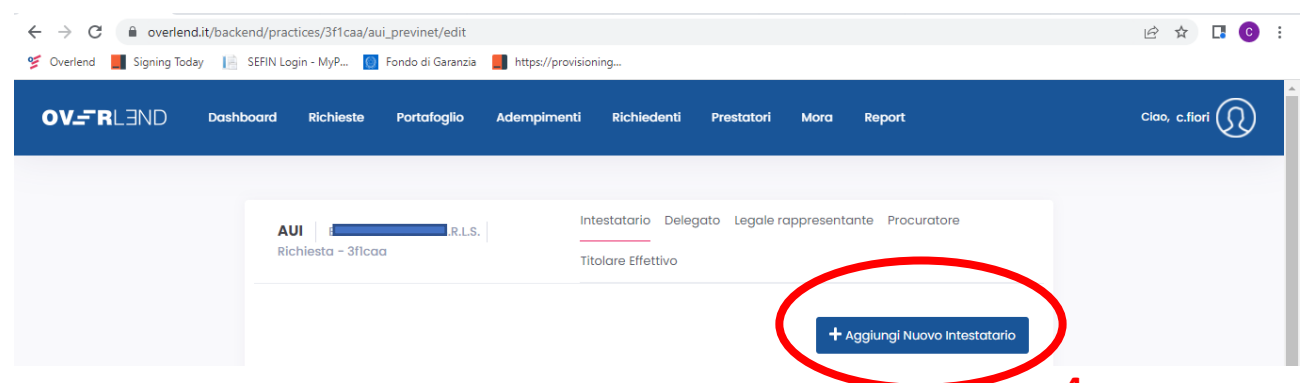 overlend.it/backend/practices/3f1caa/aui_previnet/edit
C
Overlend Signing Today SEFIN Login - MyP... Fondo di Garanzia https://provisioning...
OVERLEND Dashboard Richieste Portafoglio Adempimenti Richiedenti Prestatori Mora Report Ciao, c.fiori
Intestatario Delegato Legale rappresentante Procuratore
AUI .R.L.S.
Richiesta - 3f1caa
Titolare Effettivo
+ Aggiungi Nuovo Intestatario